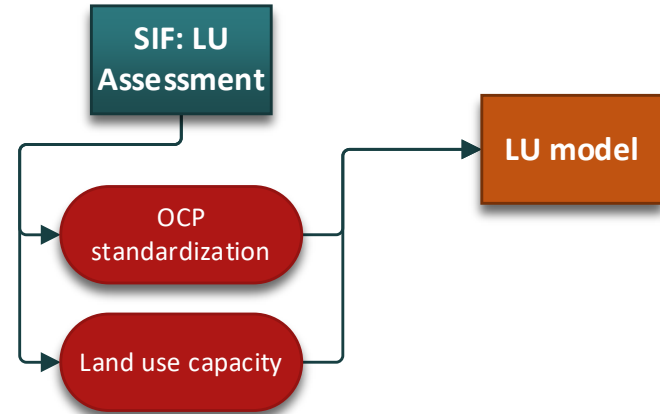 SIF: LU
Assessment
LU model
OCP
standardization
Land use capacity